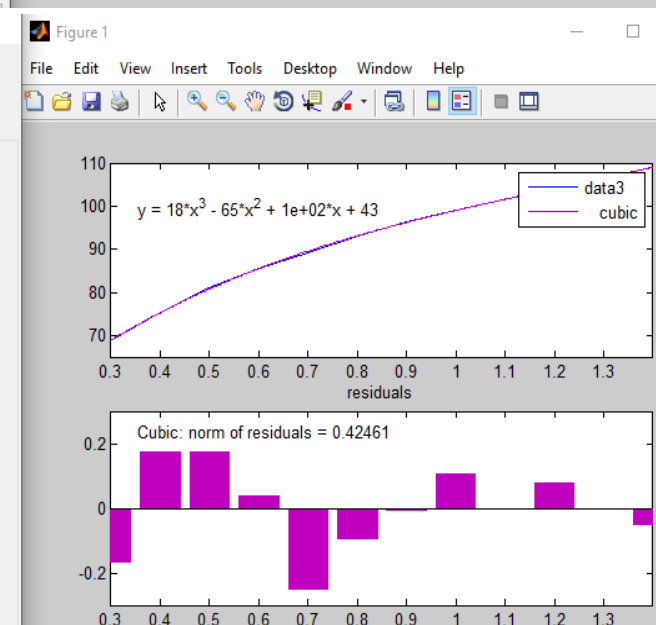 Figure 1
File Edit View Insert Tools Desktop Window Help
110
100
90
80
70
y = 18*x^3 - 65*x^2 + 1e+02*x + 43
data3
cubic
0.3 0.4 0.5 0.6 0.7 0.8 0.9 1 1.1 1.2 1.3
residuals
Cubic: norm of residuals = 0.42461
0.2
0
-0.2
0.3 0.4 0.5 0.6 0.7 0.8 0.9 1 1.1 1.2 1.3